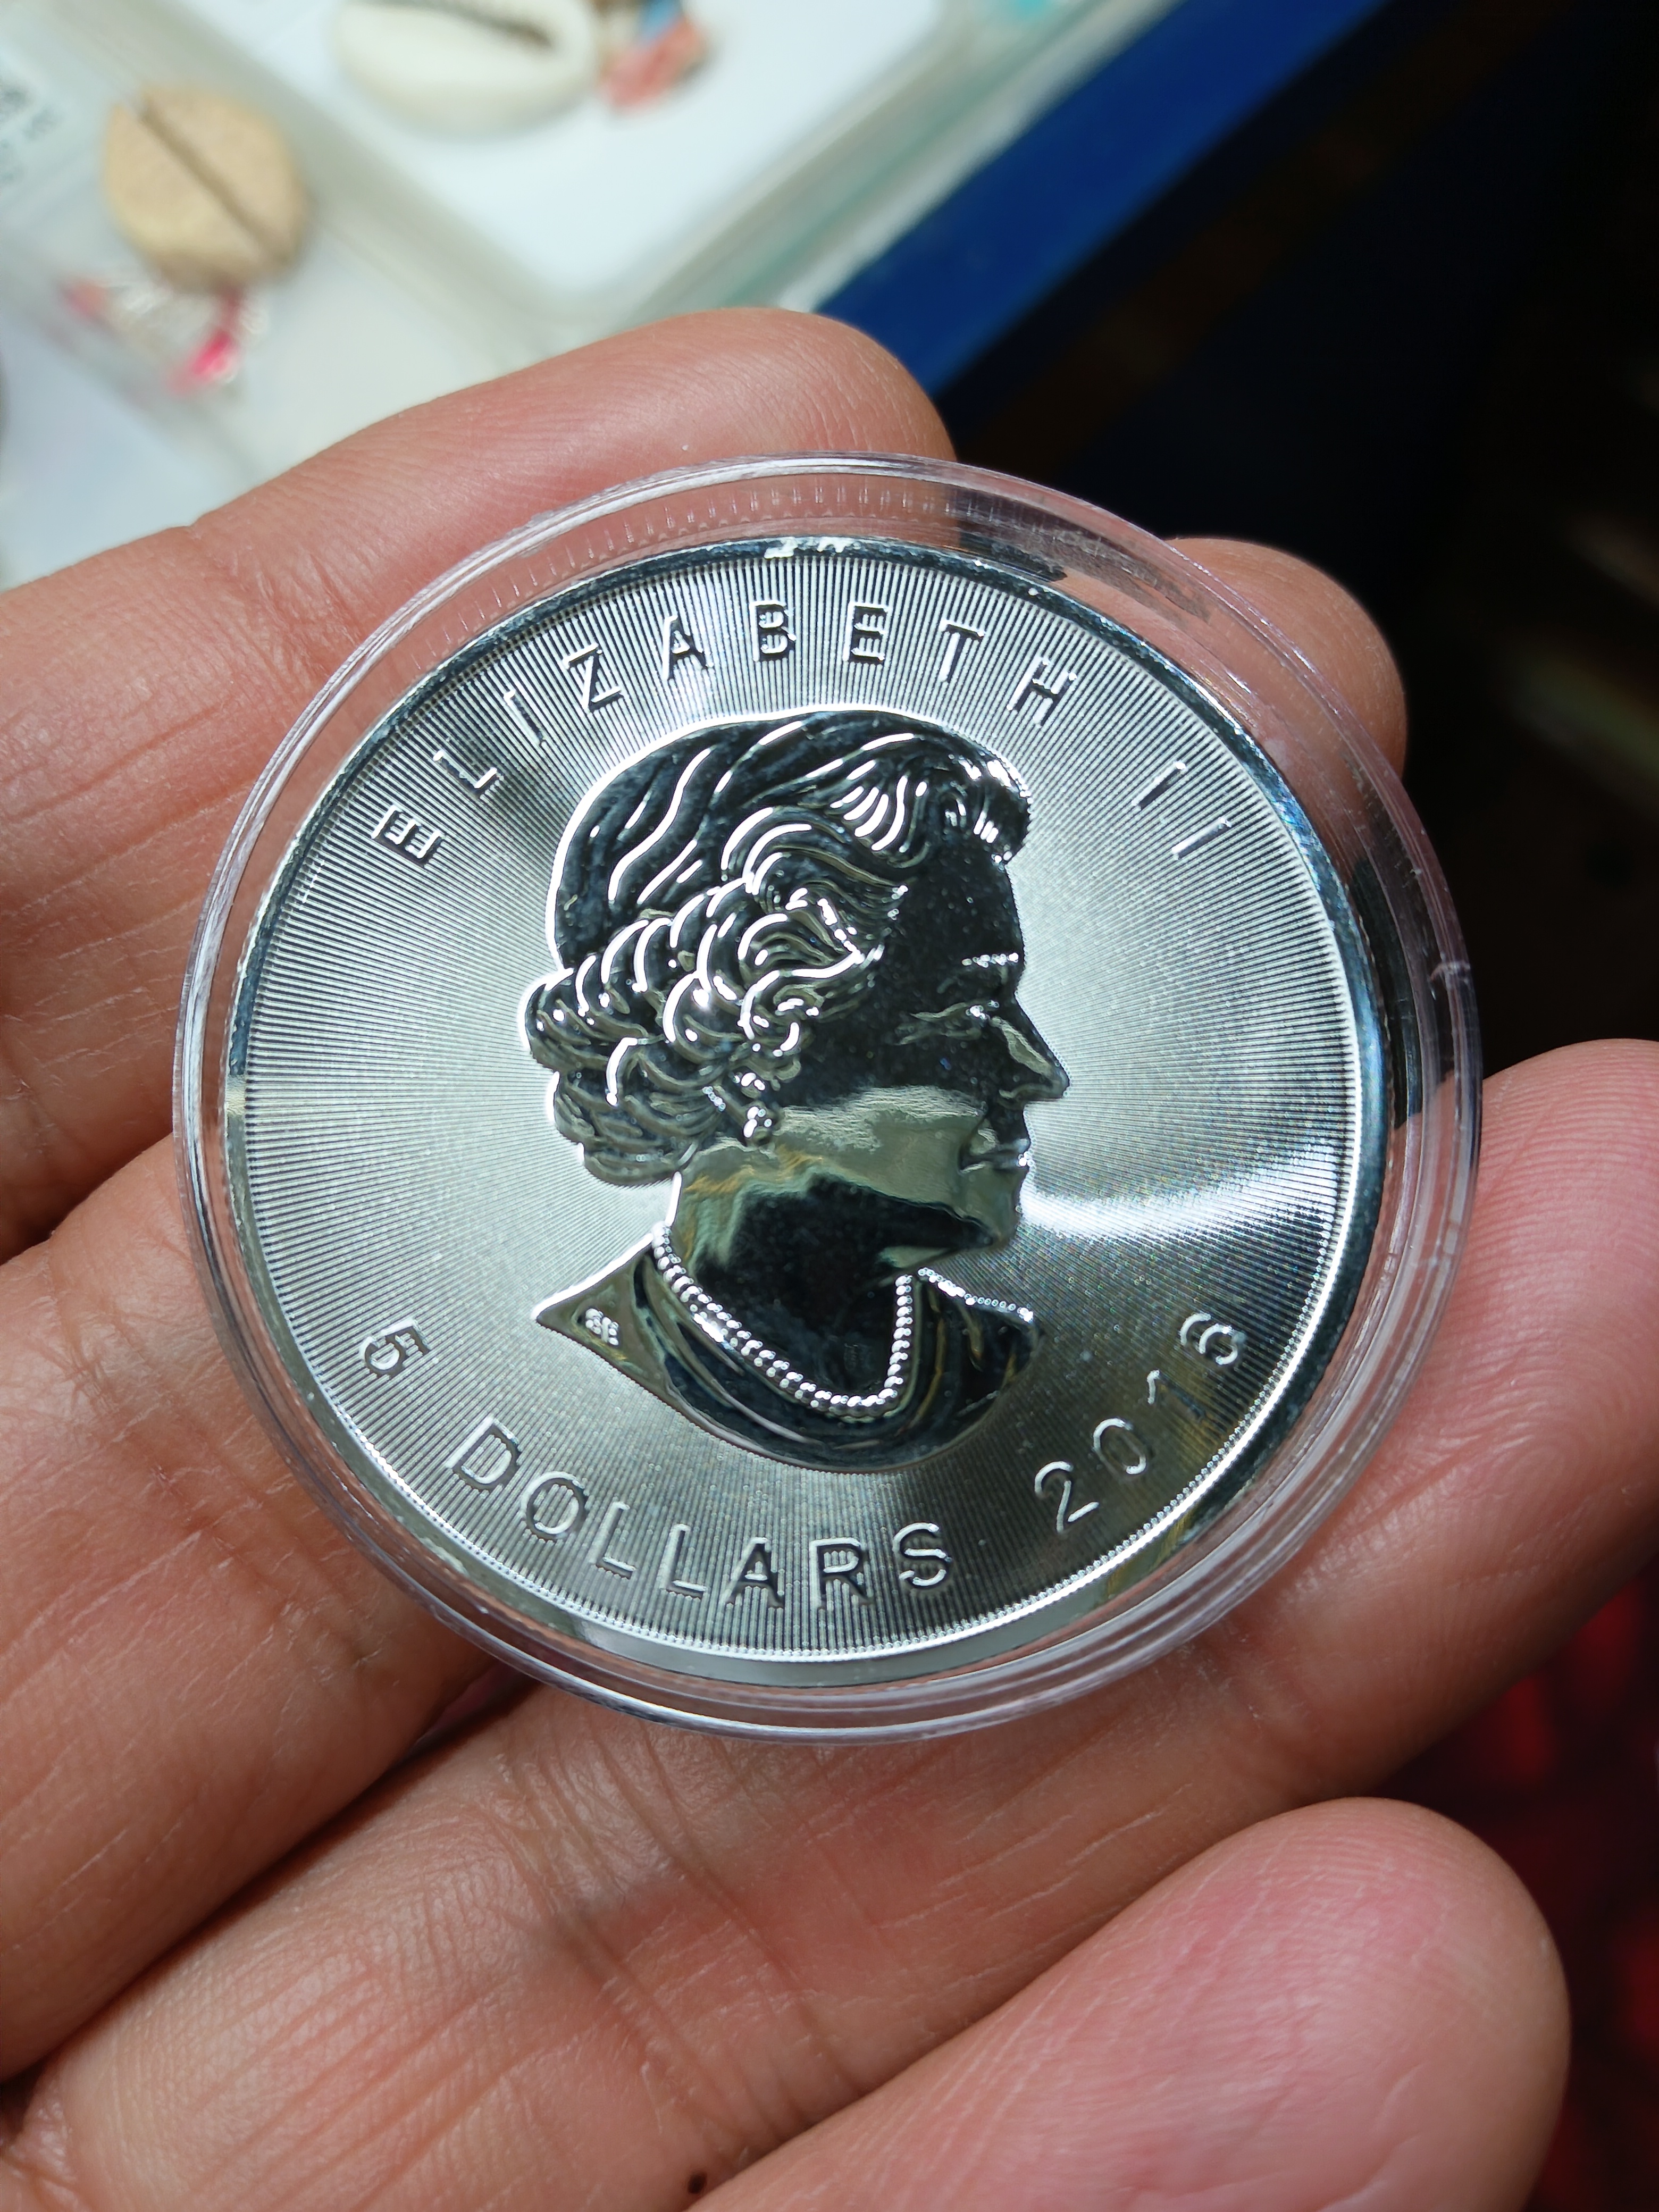 ELIZABETH II
5 DOLLARS 2016